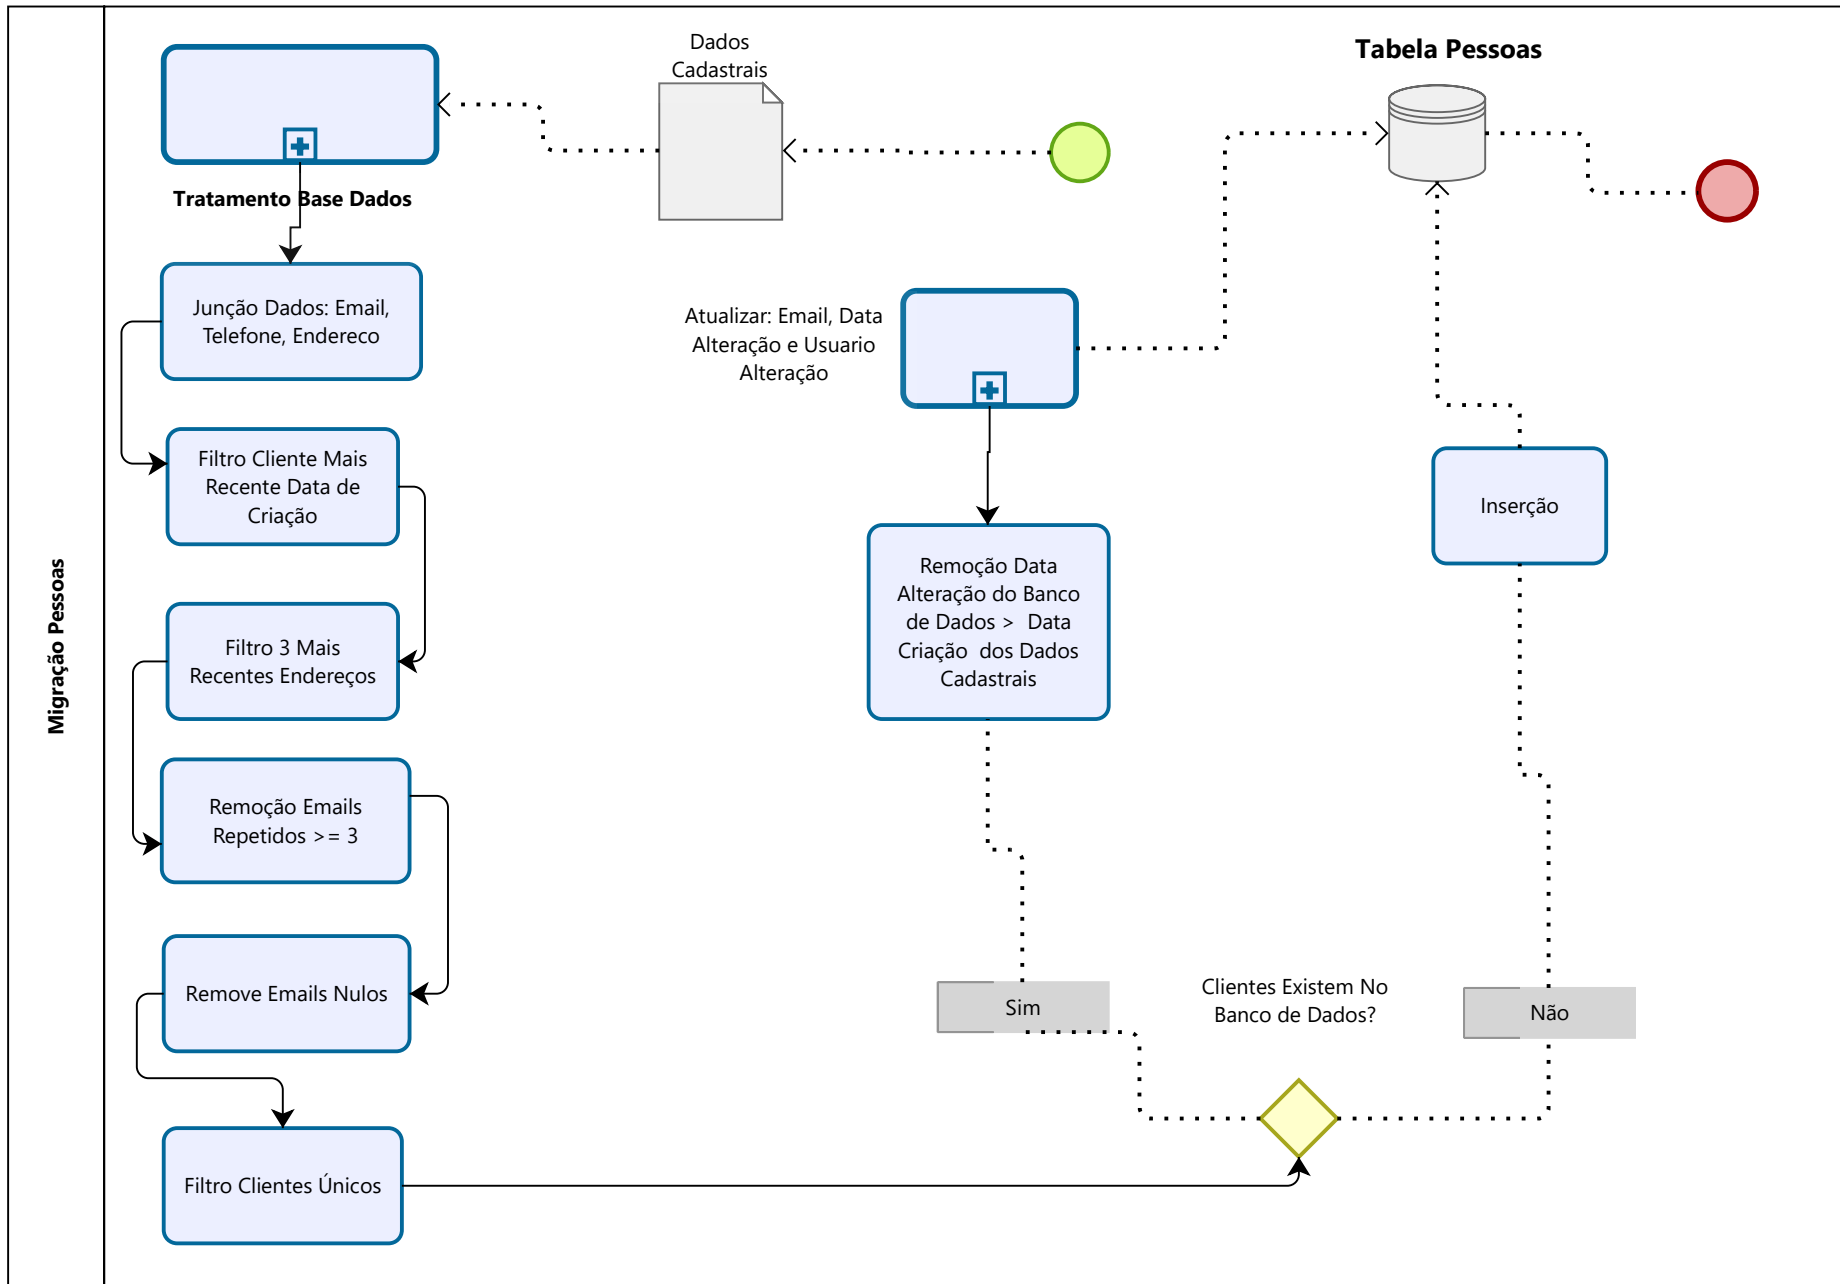 Migração Pessoas
Dados
Cadastrais
Tabela Pessoas
Tratamento Base Dados
Junção Dados: Email,
Telefone, Endereco
Filtro Cliente Mais
Recente Data de
Criação
Filtro 3 Mais
Recentes Endereços
Remoção Emails
Repetidos >= 3
Remove Emails Nulos
Filtro Clientes Únicos
Atualizar: Email, Data
Alteração e Usuario
Alteração
Remoção Data
Alteração do Banco
de Dados > Data
Criação dos Dados
Cadastrais
Sim
Clientes Existem No
Banco de Dados?
Não
Inserção